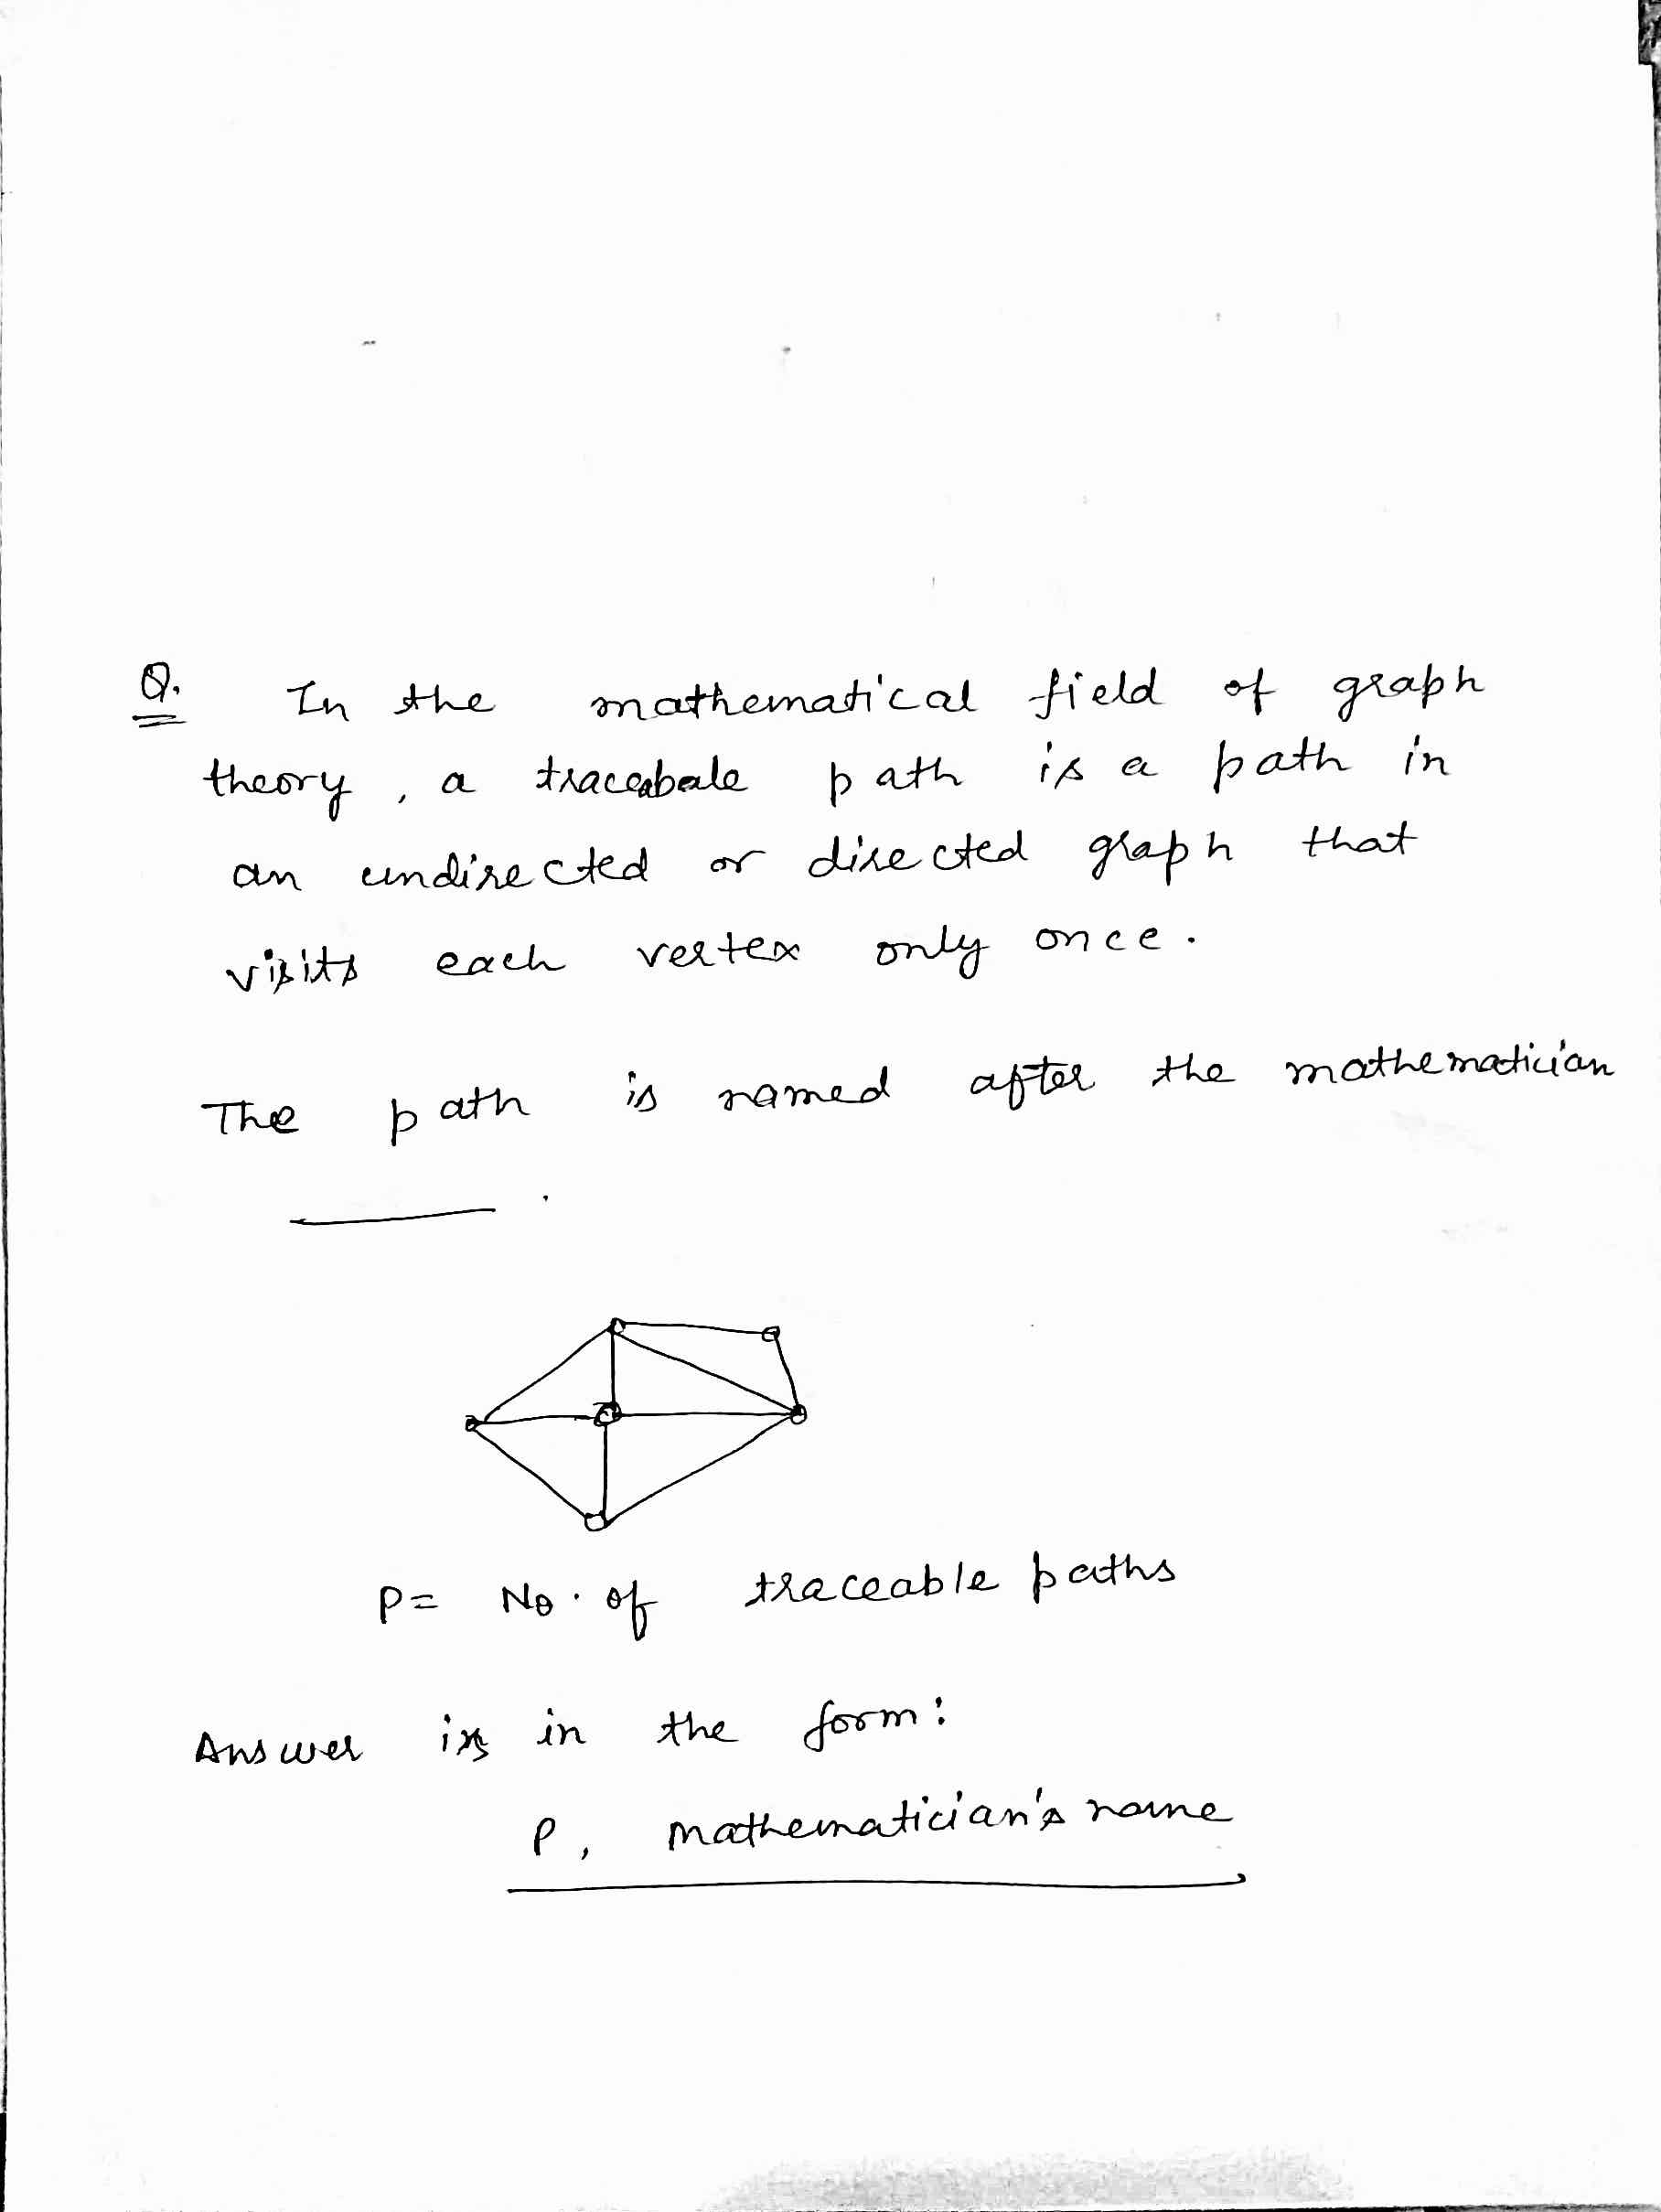 Q. In the mathematical field of graph
theory, a traceabale path is a path in
an undirected or directed graph that
visits each vertex only once.
The path is named after the mathematician
______.
P = No. of traceable paths
Answer is in the form:
P, mathematician's name